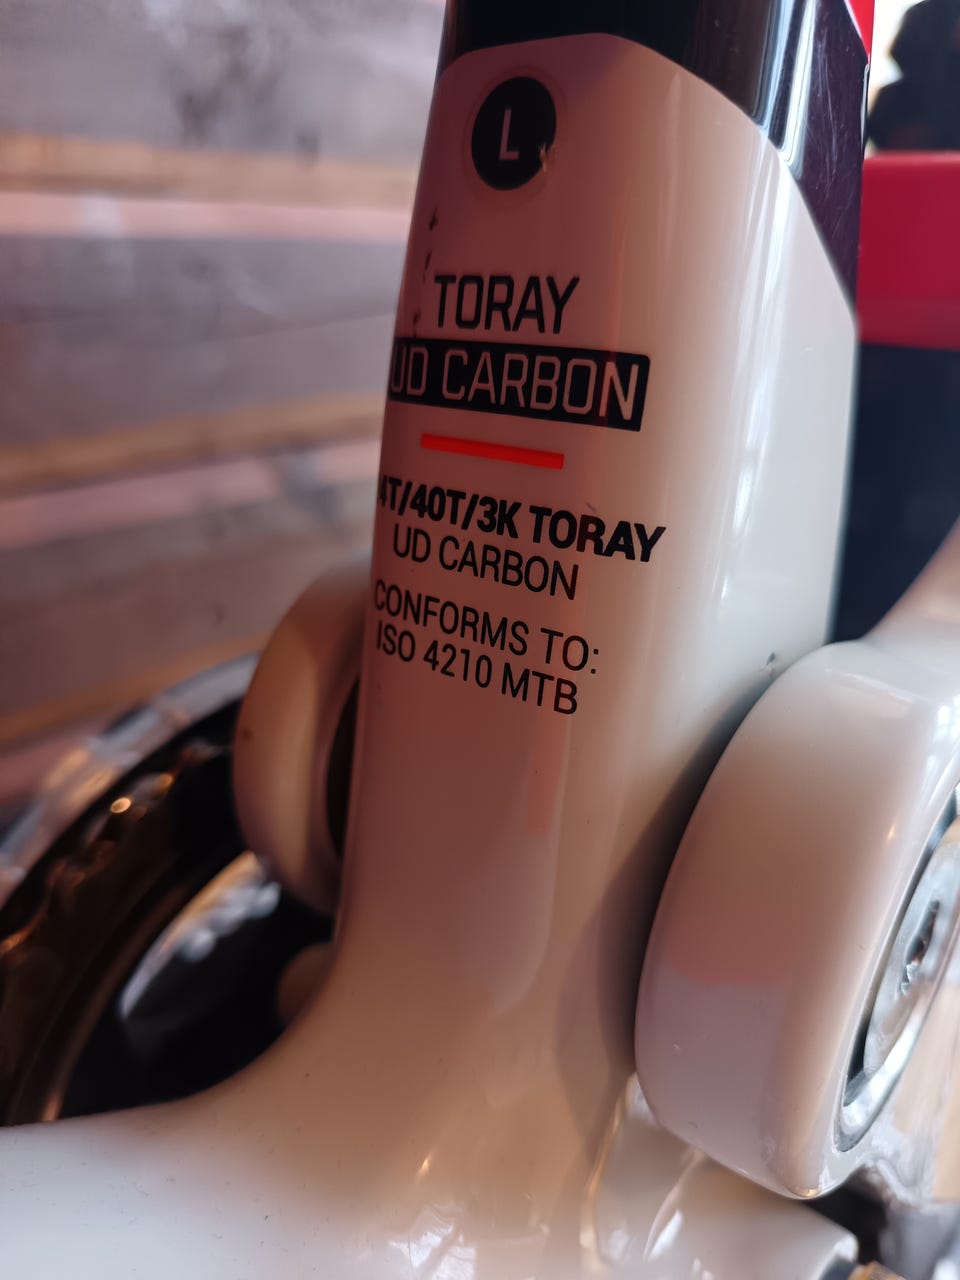 L
TORAY
UD CARBON
4T/40T/3K TORAY
UD CARBON
CONFORMS TO:
ISO 4210 MTB